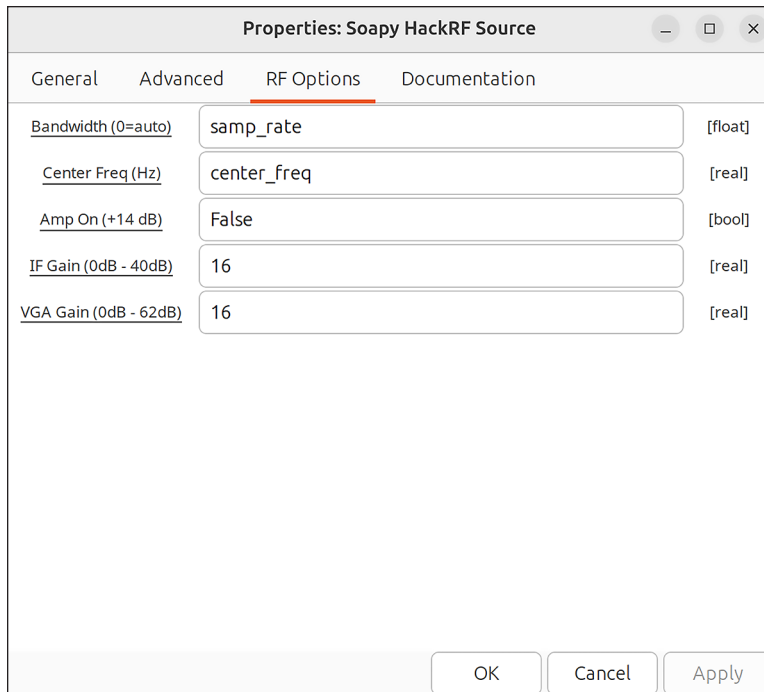 Properties: Soapy HackRF Source
General Advanced RF Options Documentation
Bandwidth (0=auto) samp_rate [float]
Center Freq (Hz) center_freq [real]
Amp On (+14 dB) False [bool]
IF Gain (0dB - 40dB) 16 [real]
VGA Gain (0dB - 62dB) 16 [real]
OK Cancel Apply